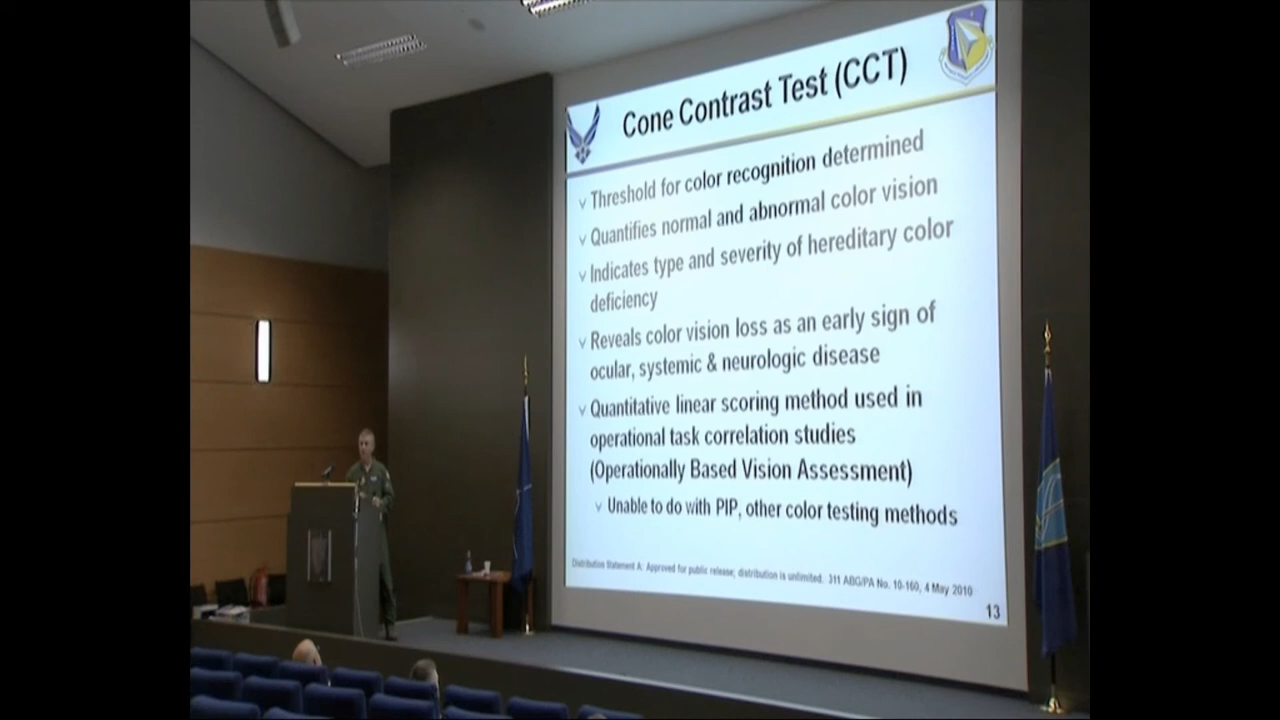 Cone Contrast Test (CCT)
Threshold for color recognition determined
Quantifies normal and abnormal color vision
Indicates type and severity of hereditary color
deficiency
Reveals color vision loss as an early sign of
ocular, systemic & neurologic disease
Quantitative linear scoring method used in
operational task correlation studies
(Operationally Based Vision Assessment)
Unable to do with PIP, other color testing methods
Distribution Statement A: Approved for public release; distribution is unlimited. 311 ABG/PA No. 10-160, 4 May 2010
13